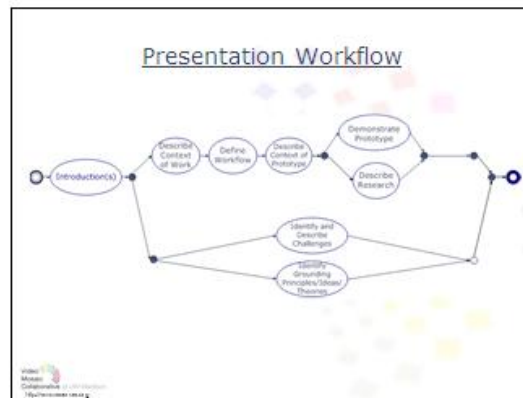 Presentation Workflow
Introduction(s)
Describe
Context
of Work
Define
Workflow
Describe
Context of
Prototype
Demonstrate
Prototype
Describe
Research
Identify and
Describe
Challenges
Identify
Grounding
Principles/Ideas/
Theories
Video
Mosaic
Collaborative